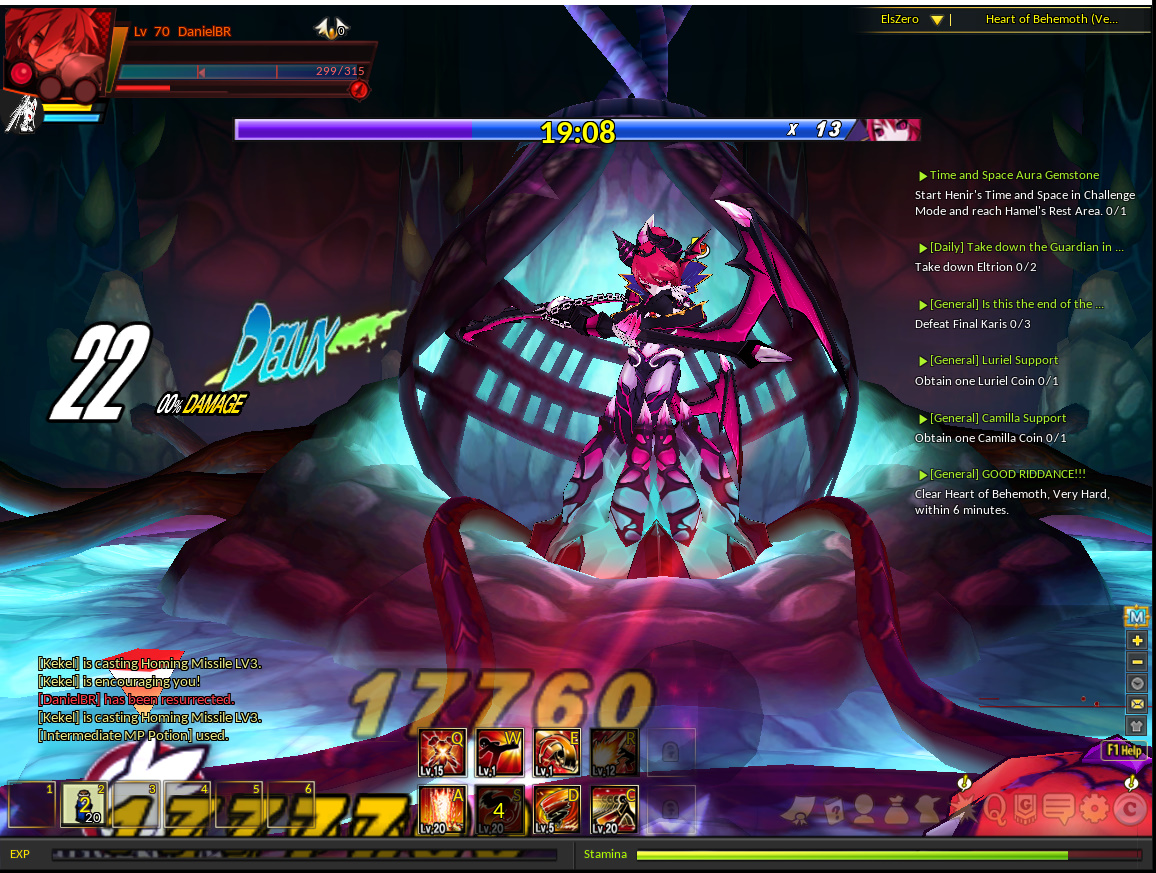 Lv 70 DanielBR
0
299/315
ElsZero
Heart of Behemoth (Ve...
19:08
x 13
Time and Space Aura Gemstone
Start Henir's Time and Space in Challenge
Mode and reach Hamel's Rest Area. 0/1
[Daily] Take down the Guardian in ...
Take down Eltrion 0/2
[General] Is this the end of the ...
Defeat Final Karis 0/3
[General] Luriel Support
Obtain one Luriel Coin 0/1
[General] Camilla Support
Obtain one Camilla Coin 0/1
[General] GOOD RIDDANCE!!!
Clear Heart of Behemoth, Very Hard,
within 6 minutes.
22
DELUX
00% DAMAGE
[Kekel] is casting Homing Missile LV3.
[Kekel] is encouraging you!
[DanielBR] has been resurrected.
[Kekel] is casting Homing Missile LV3.
[Intermediate MP Potion] used.
17760
Q W E R
Lv.15 Lv.1 Lv.1 Lv.12
M
F1 Help
1 2 3 4 5 6
2
20
A 4 D C
Lv.20 Lv.20 Lv.5 Lv.20
EXP
Stamina